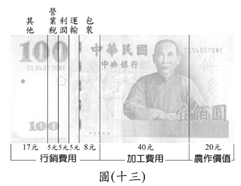 其他
營業稅
利潤
運輸
包裝
100
中華民國
CL948576WE
中央銀行
CL948576WE
壹佰圓
100
17元 5元 5元 5元 8元 40元 20元
行銷費用 加工費用 農作價值
圖(十三)